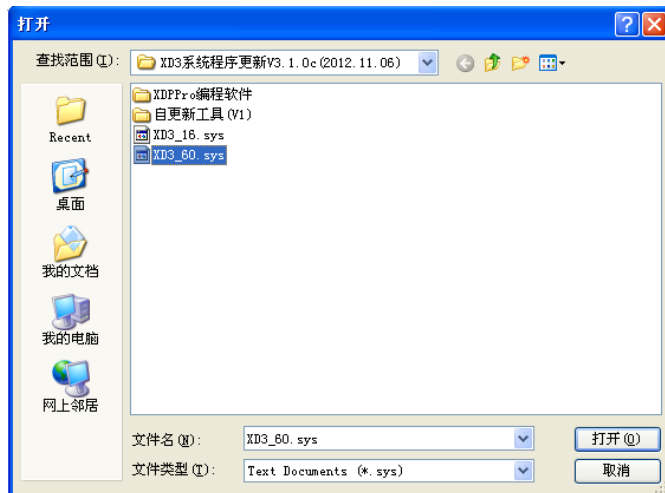 打开
查找范围(I):
XD3系统程序更新V3.1.0c(2012.11.06)
XDPPro编程软件
自更新工具(V1)
XD3_16.sys
XD3_60.sys
Recent
桌面
我的文档
我的电脑
网上邻居
文件名(N):
XD3_60.sys
打开(O)
文件类型(T):
Text Documents (*.sys)
取消